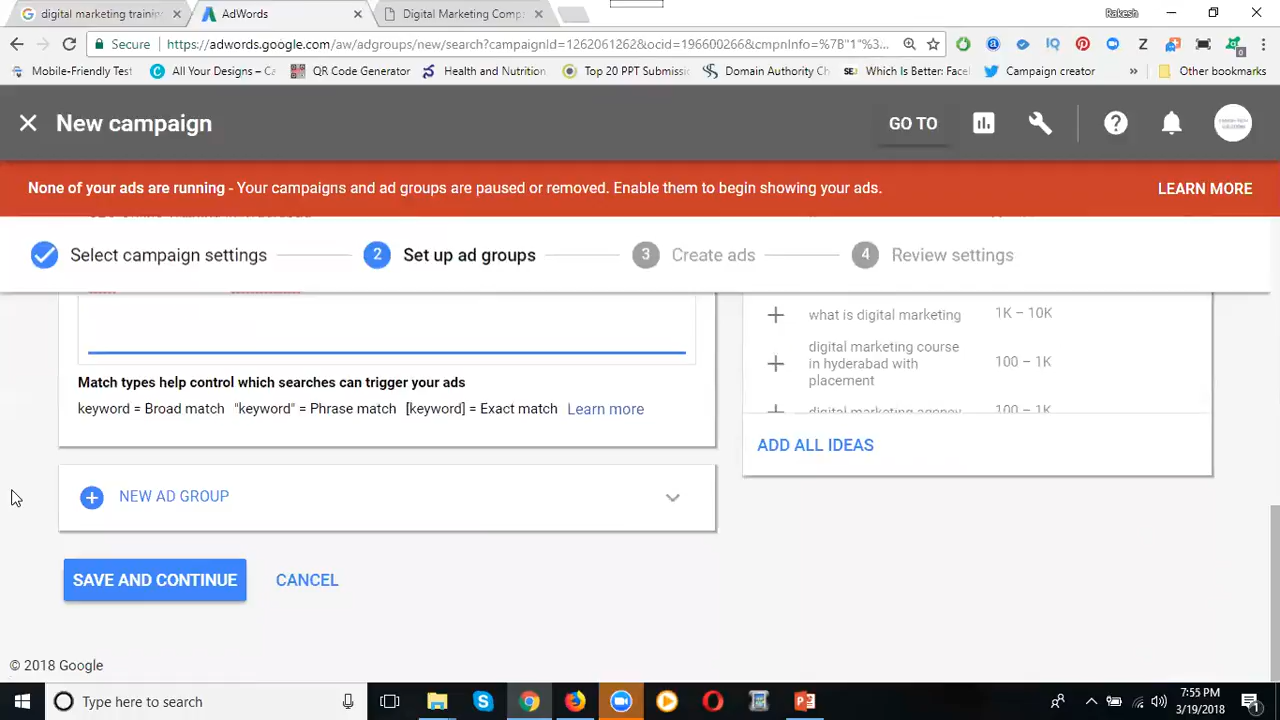 digital marketing trainin
AdWords
Digital Marketing Comp
Rakesh
Secure
https://adwords.google.com/aw/adgroups/new/search?campaignId=1262061262&ocid=196600266&cmpnInfo=%7B"1"%3...
Mobile-Friendly Test
All Your Designs – Ca
QR Code Generator
Health and Nutrition
Top 20 PPT Submissic
Domain Authority Ch
SEJ
Which Is Better: Facel
Campaign creator
»
Other bookmarks
New campaign
GO TO
None of your ads are running - Your campaigns and ad groups are paused or removed. Enable them to begin showing your ads.
LEARN MORE
Select campaign settings
2 Set up ad groups
3 Create ads
4 Review settings
what is digital marketing
1K – 10K
digital marketing course
in hyderabad with
placement
100 – 1K
digital marketing agency
100 – 1K
Match types help control which searches can trigger your ads
keyword = Broad match "keyword" = Phrase match [keyword] = Exact match Learn more
ADD ALL IDEAS
NEW AD GROUP
SAVE AND CONTINUE
CANCEL
© 2018 Google
Type here to search
7:55 PM
3/19/2018